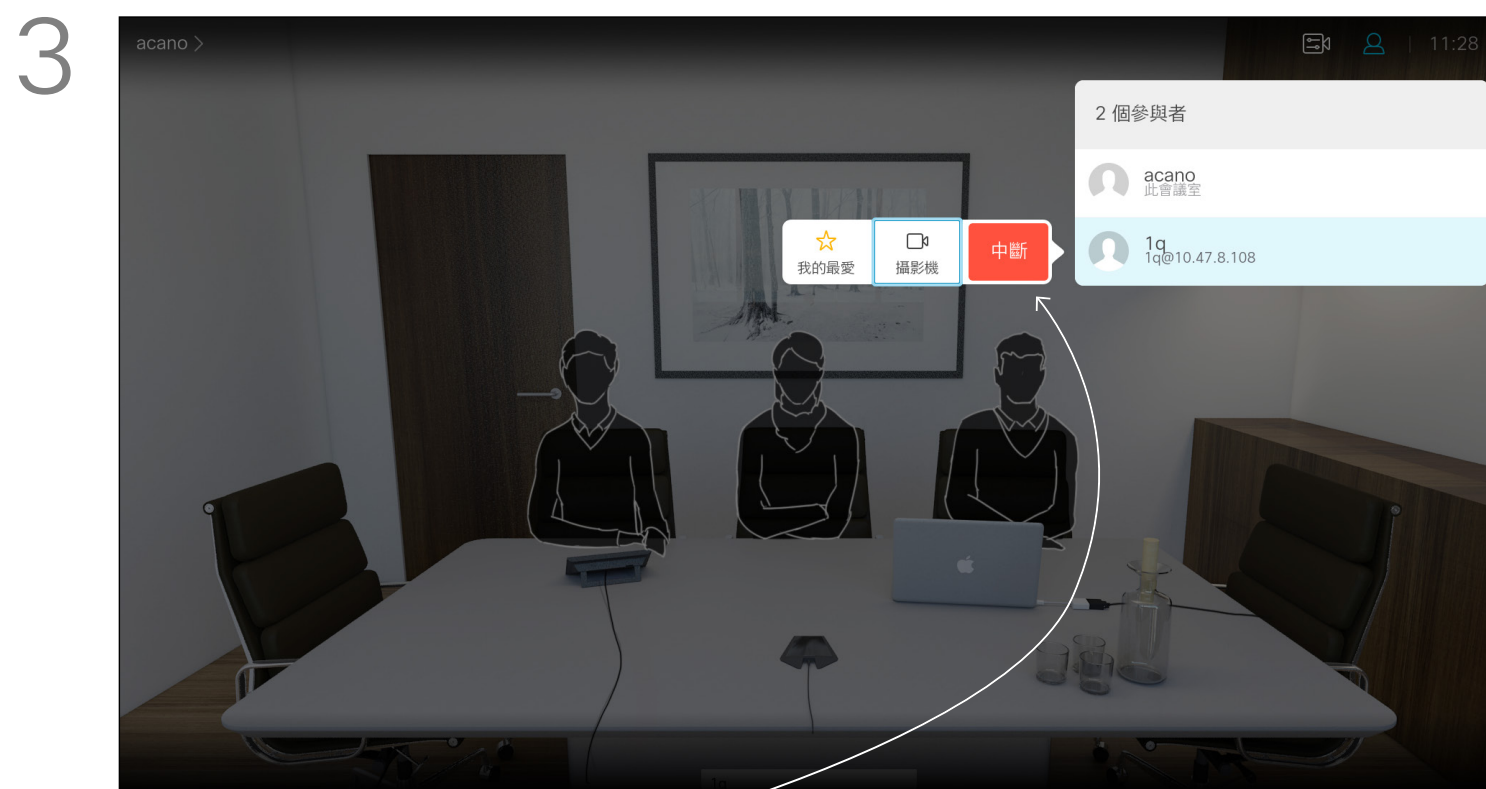 3
acano >
11:28
2 個參與者
acano
此會議室
我的最愛
攝影機
中斷
1q
1q@10.47.8.108
1q